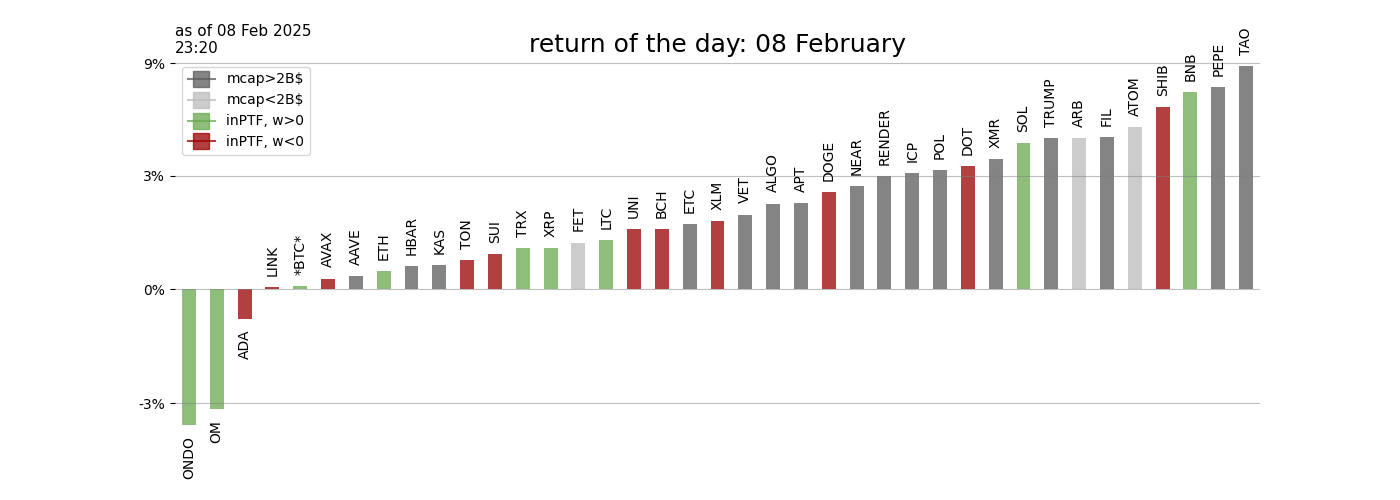 as of 08 Feb 2025
23:20
return of the day: 08 February
9%
3%
0%
-3%
mcap>2B$
mcap<2B$
inPTF, w>0
inPTF, w<0
ONDO
OM
ADA
LINK
*BTC*
AVAX
AAVE
ETH
HBAR
KAS
TON
SUI
TRX
XRP
FET
LTC
UNI
BCH
ETC
XLM
VET
ALGO
APT
DOGE
NEAR
RENDER
ICP
POL
DOT
XMR
SOL
TRUMP
ARB
FIL
ATOM
SHIB
BNB
PEPE
TAO